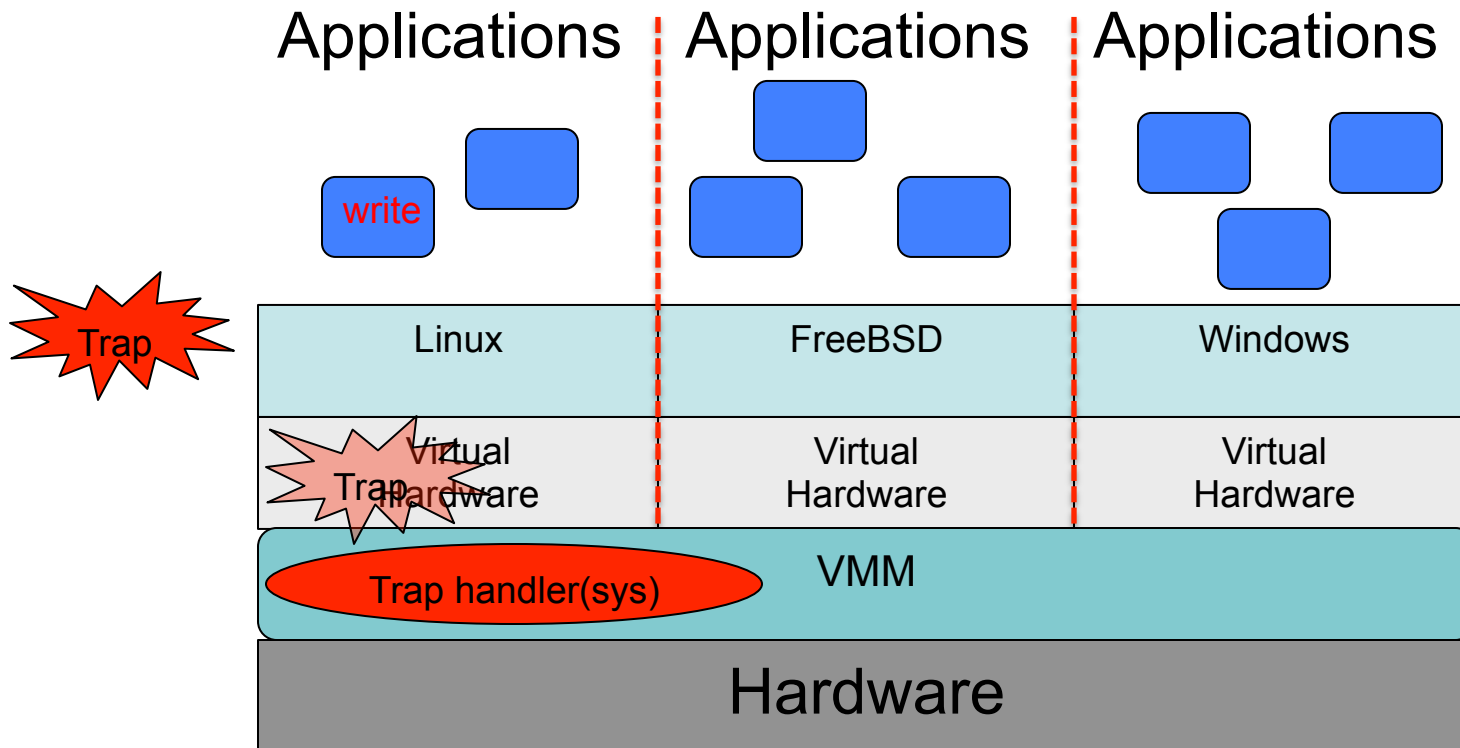 Applications
Applications
Applications
write
Trap
Linux
FreeBSD
Windows
Virtual
Hardware
Trap
Virtual
Hardware
Virtual
Hardware
Trap handler(sys)
VMM
Hardware